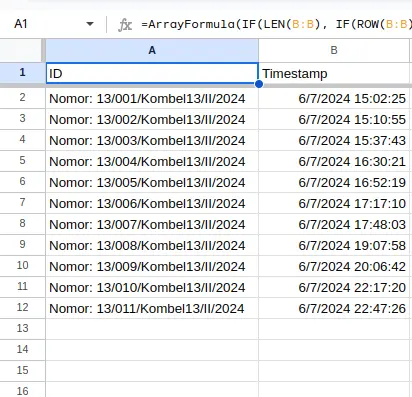 A1 fx =ArrayFormula(IF(LEN(B:B), IF(ROW(B:B)
A B
1 ID Timestamp
2 Nomor: 13/001/Kombel13/II/2024 6/7/2024 15:02:25
3 Nomor: 13/002/Kombel13/II/2024 6/7/2024 15:10:55
4 Nomor: 13/003/Kombel13/II/2024 6/7/2024 15:37:43
5 Nomor: 13/004/Kombel13/II/2024 6/7/2024 16:30:21
6 Nomor: 13/005/Kombel13/II/2024 6/7/2024 16:52:19
7 Nomor: 13/006/Kombel13/II/2024 6/7/2024 17:17:10
8 Nomor: 13/007/Kombel13/II/2024 6/7/2024 17:48:03
9 Nomor: 13/008/Kombel13/II/2024 6/7/2024 19:07:58
10 Nomor: 13/009/Kombel13/II/2024 6/7/2024 20:06:42
11 Nomor: 13/010/Kombel13/II/2024 6/7/2024 22:17:20
12 Nomor: 13/011/Kombel13/II/2024 6/7/2024 22:47:26
13
14
15
16